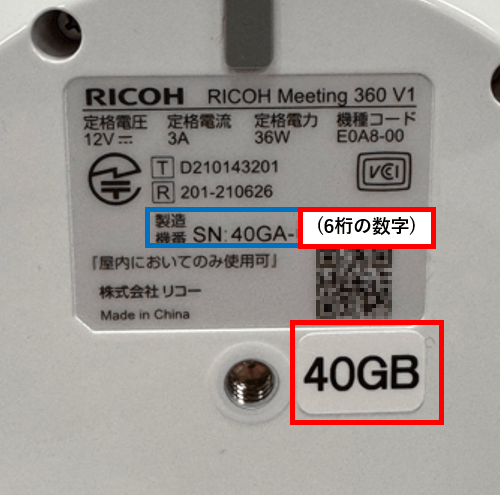 RICOH RICOH Meeting 360 V1
定格電圧 定格電流 定格電力 機種コード
12V⎓ 3A 36W E0A8-00
T D210143201
R 201-210626
VCCI
製造
機番 SN: 40GA- (6桁の数字)
「屋内においてのみ使用可」
株式会社 リコー
Made in China
40GB